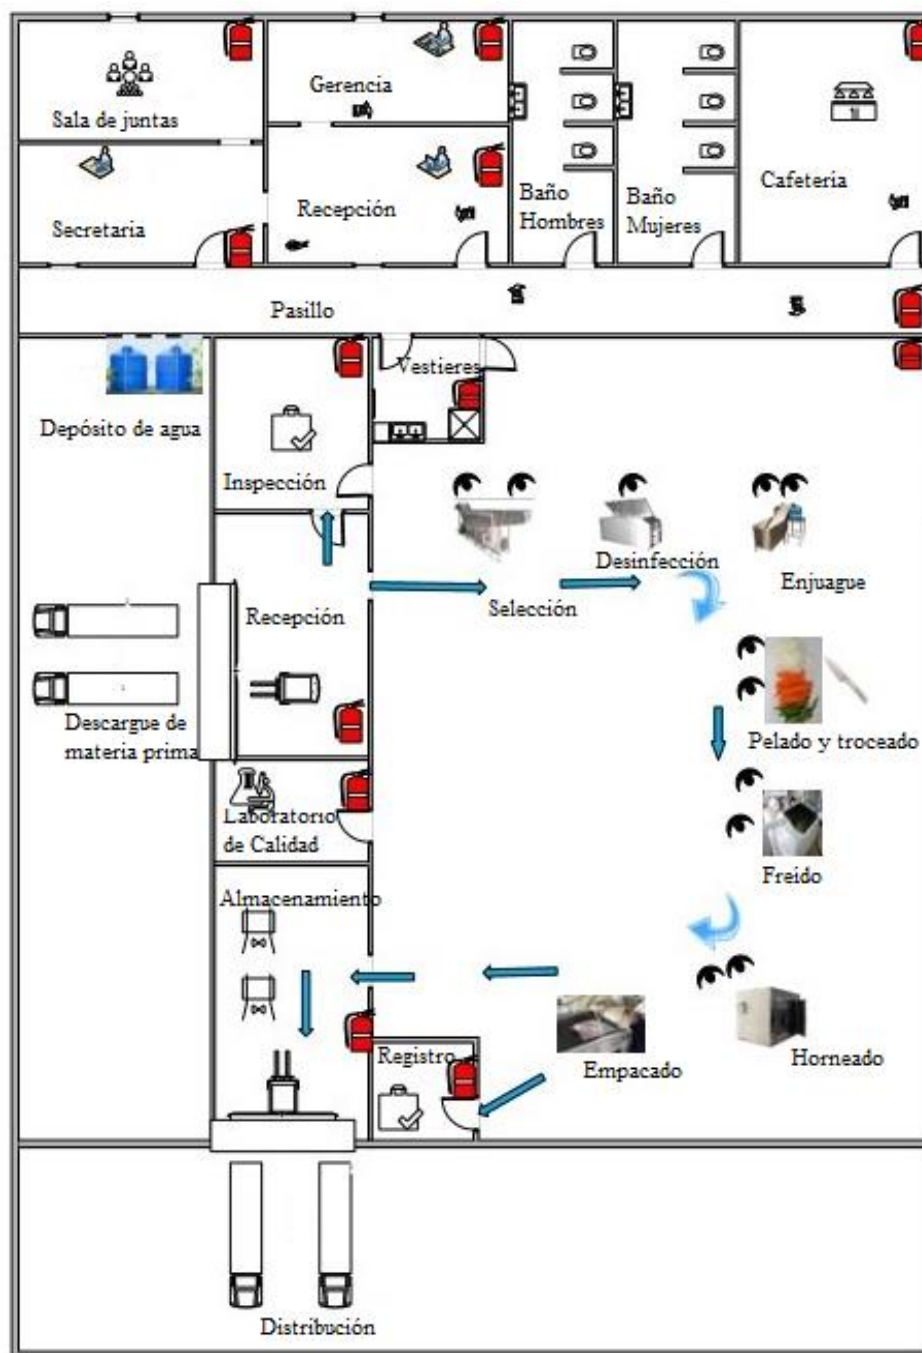 Sala de juntas
Gerencia
Secretaria
Recepción
Baño
Hombres
Baño
Mujeres
Cafetería
Pasillo
Vestieres
Depósito de agua
Inspección
Desinfección
Enjuague
Selección
Recepción
Descargue de
materia prima
Pelado y troceado
Laboratorio
de Calidad
Freido
Almacenamiento
Registro
Empacado
Horneado
Distribución